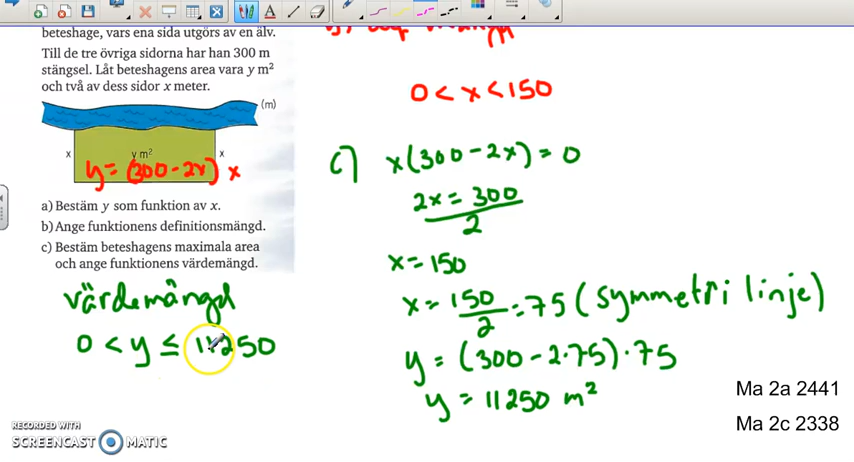 beteshage, vars ena sida utgörs av en älv.
Till de tre övriga sidorna har han 300 m
stängsel. Låt beteshagens area vara y m²
och två av dess sidor x meter.
(m)
x y m² x
y = (300 - 2x) x
a) Bestäm y som funktion av x.
b) Ange funktionens definitionsmängd.
c) Bestäm beteshagens maximala area
och ange funktionens värdemängd.
värdemängd
0 < y ≤ 11250
0 < x < 150
c) x(300 - 2x) = 0
2x = 300
2
x = 150
x = 150/2 = 75 (symmetri linje)
y = (300 - 2·75)·75
y = 11250 m²
Ma 2a 2441
Ma 2c 2338
RECORDED WITH
SCREENCAST MATIC